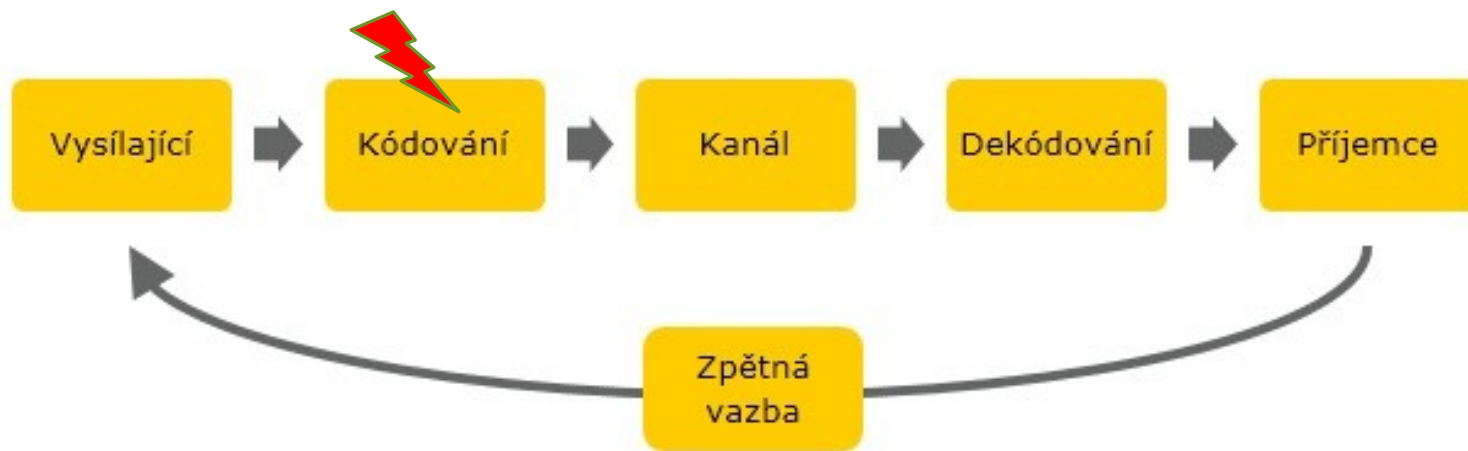 Vysílající
Kódování
Kanál
Dekódování
Příjemce
Zpětná
vazba